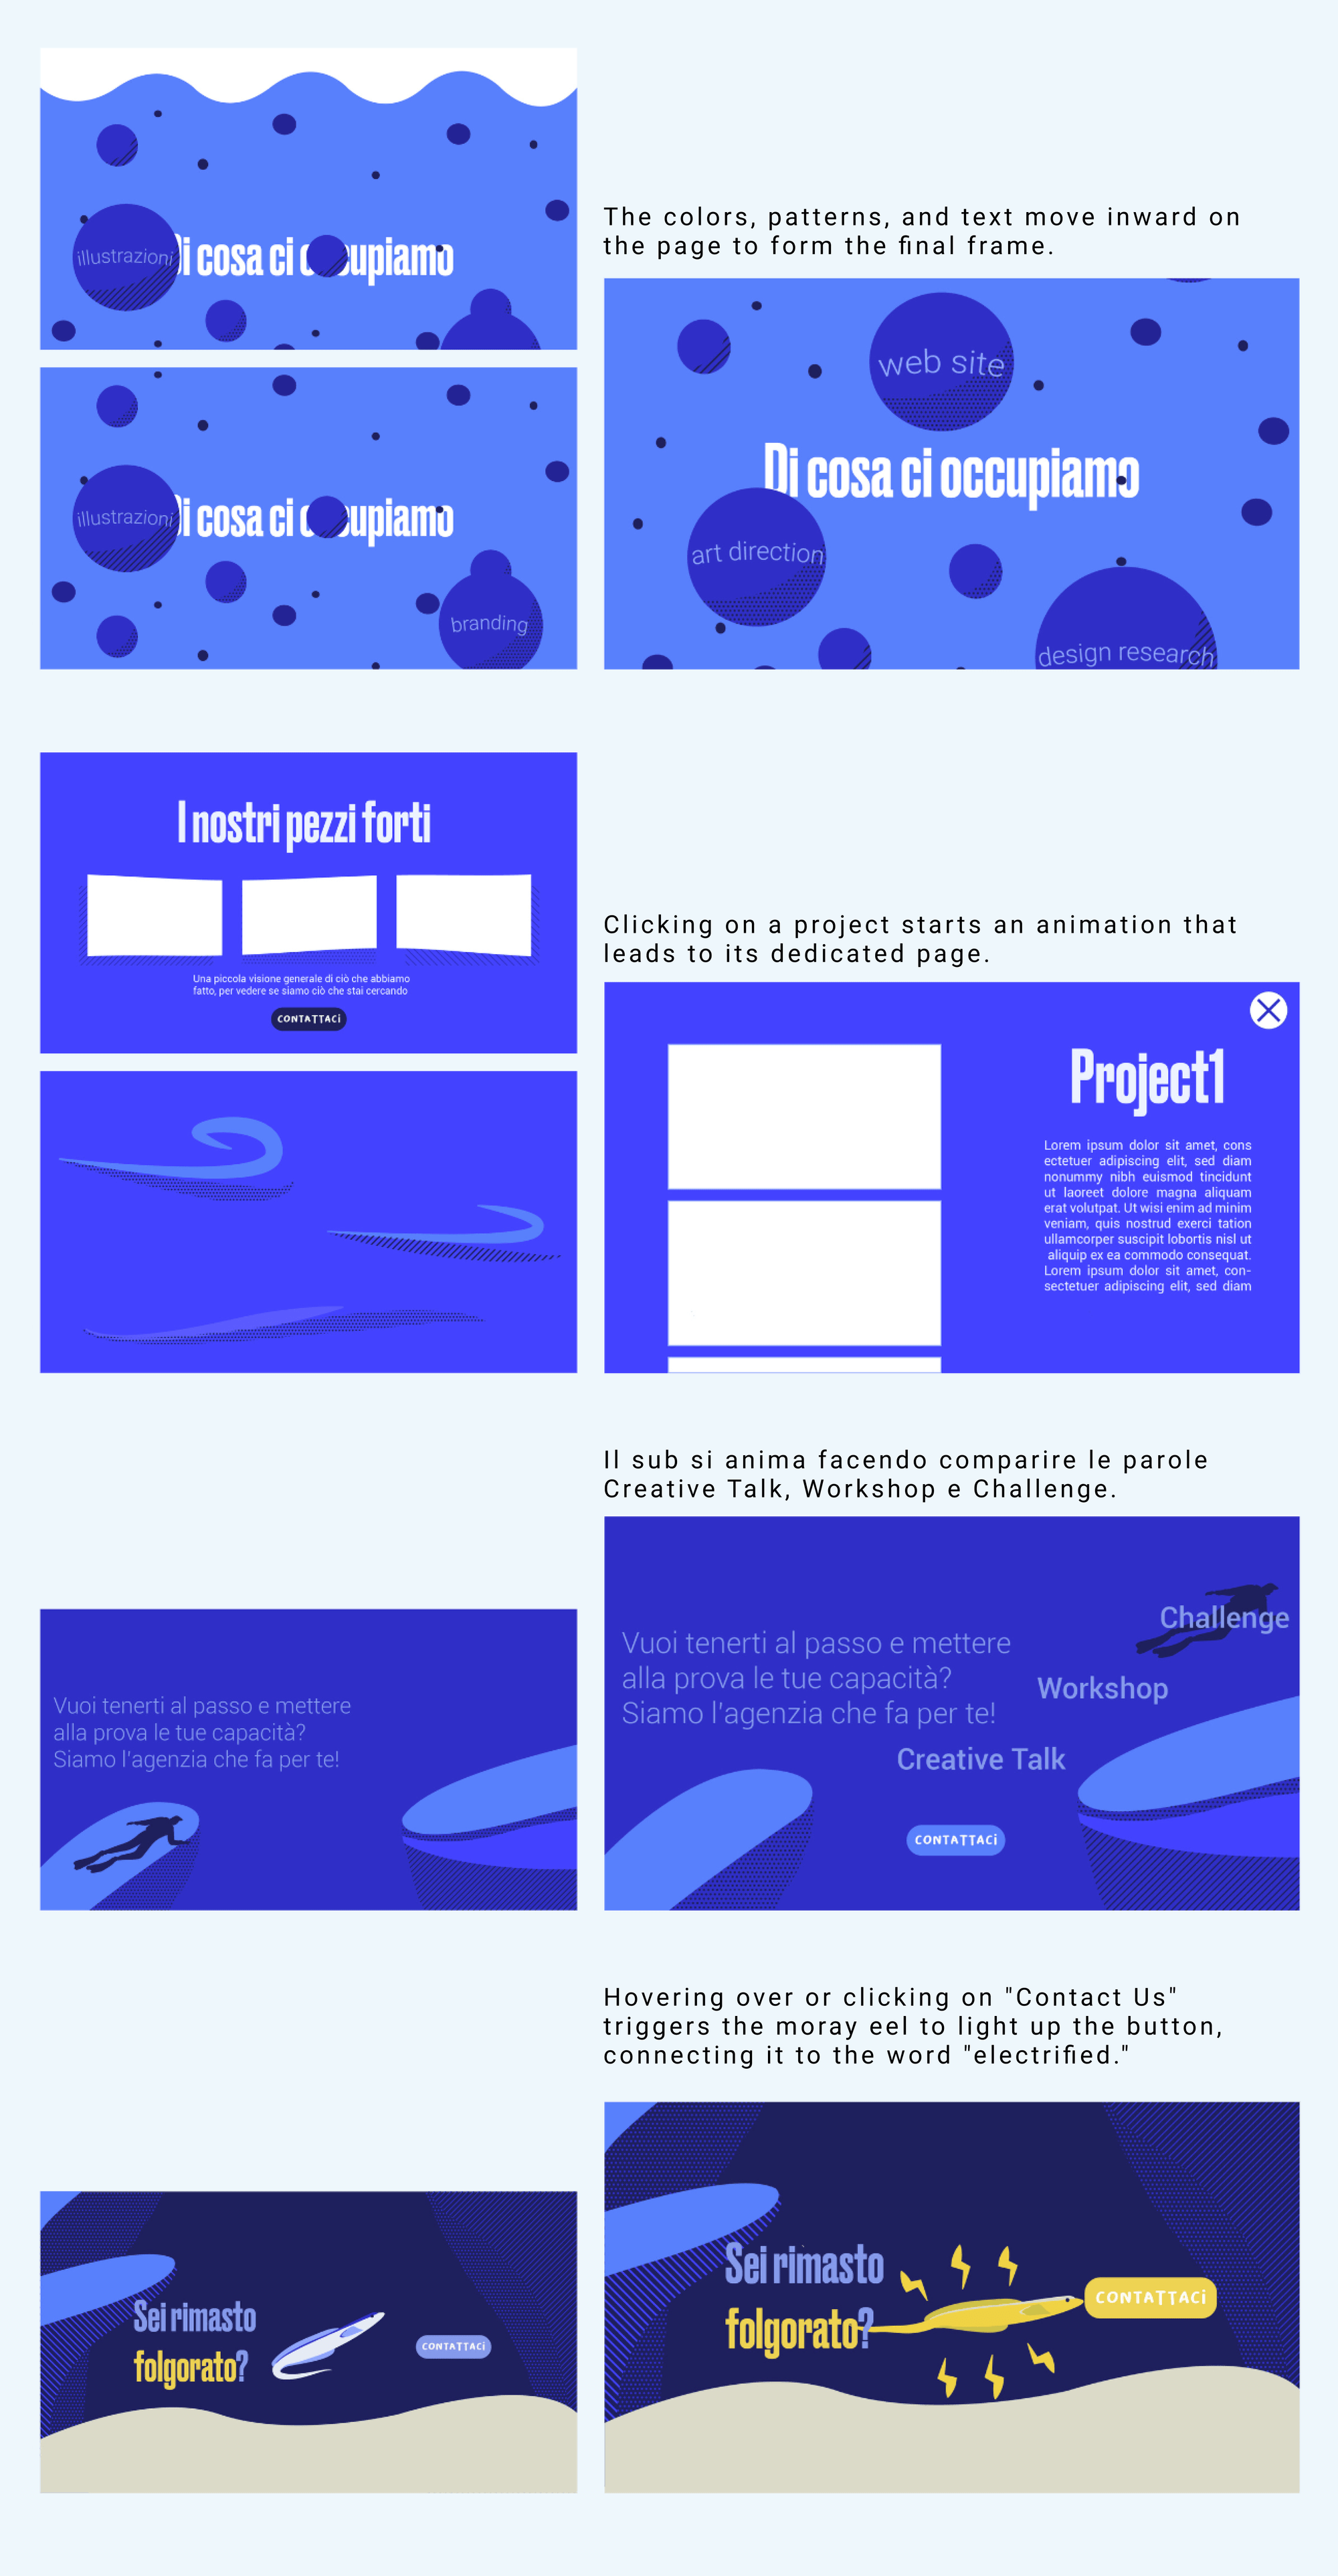 illustrazioni
Di cosa ci occupiamo
The colors, patterns, and text move inward on
the page to form the final frame.
illustrazioni
Di cosa ci occupiamo
branding
web site
Di cosa ci occupiamo
art direction
design research
I nostri pezzi forti
Una piccola visione generale di ciò che abbiamo
fatto, per vedere se siamo ciò che stai cercando
CONTATTACi
Clicking on a project starts an animation that
leads to its dedicated page.
Project1
Lorem ipsum dolor sit amet, cons
ectetuer adipiscing elit, sed diam
nonummy nibh euismod tincidunt
ut laoreet dolore magna aliquam
erat volutpat. Ut wisi enim ad minim
veniam, quis nostrud exerci tation
ullamcorper suscipit lobortis nisl ut
aliquip ex ea commodo consequat.
Lorem ipsum dolor sit amet, con-
sectetuer adipiscing elit, sed diam
Il sub si anima facendo comparire le parole
Creative Talk, Workshop e Challenge.
Vuoi tenerti al passo e mettere
alla prova le tue capacità?
Siamo l'agenzia che fa per te!
Vuoi tenerti al passo e mettere
alla prova le tue capacità?
Siamo l'agenzia che fa per te!
Challenge
Workshop
Creative Talk
CONTATTACi
Hovering over or clicking on "Contact Us"
triggers the moray eel to light up the button,
connecting it to the word "electrified."
Sei rimasto
folgorato?
CONTATTACi
Sei rimasto
folgorato?
CONTATTACi